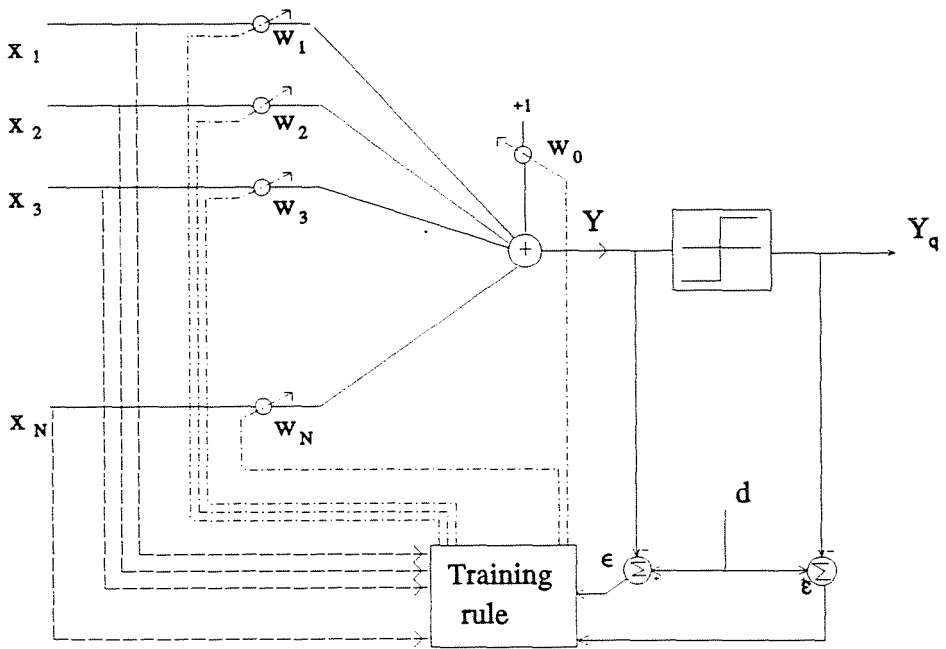 X 1
W 1
X 2
W 2
+1
W 0
X 3
W 3
Y
Y q
+
X N
W N
d
-
-
ϵ
Σ
Σ
ε
Training
rule